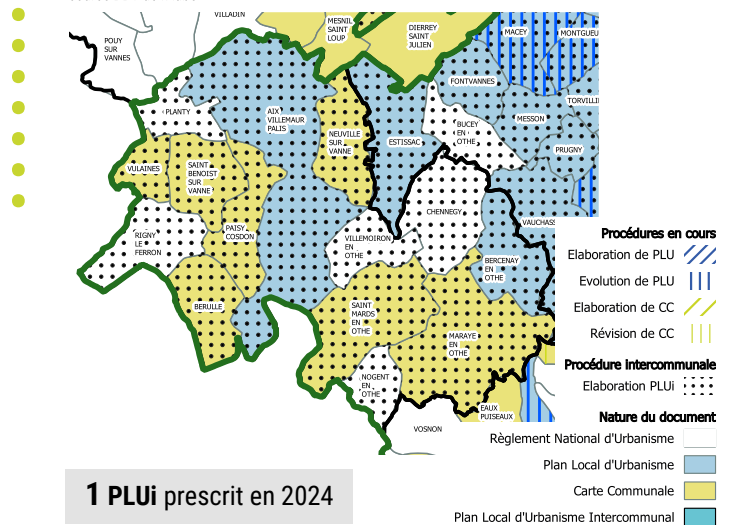 VILLADIN
POUY
SUR
VANNES
MESNIL
SAINT
LOUP
DIERREY
SAINT
JULIEN
MACEY
MONTGUEU
FONTVANNES
TORVILLI
PLANTY
AIX
VILLEMAUR
PALIS
NEUVILLE
SUR
VANNE
ESTISSAC
BUCEY
EN
OTHE
MESSON
PRUGNY
VULAINES
SAINT
BENOIST
SUR
VANNE
CHENNEGY
VAUCHASS
RIGNY
LE
FERRON
PAISY
COSDON
VILLEMOIRON
EN
OTHE
BERCENAY
EN
OTHE
BERULLE
SAINT
MARDS
EN
OTHE
MARAYE
EN
OTHE
NOGENT
EN
OTHE
EAUX
PUISEAUX
VOSNON
Procédures en cours
Elaboration de PLU
Evolution de PLU
Elaboration de CC
Révision de CC
Procédure Intercommunale
Elaboration PLUi
Nature du document
Règlement National d'Urbanisme
Plan Local d'Urbanisme
Carte Communale
Plan Local d'Urbanisme Intercommunal
1 PLUi prescrit en 2024